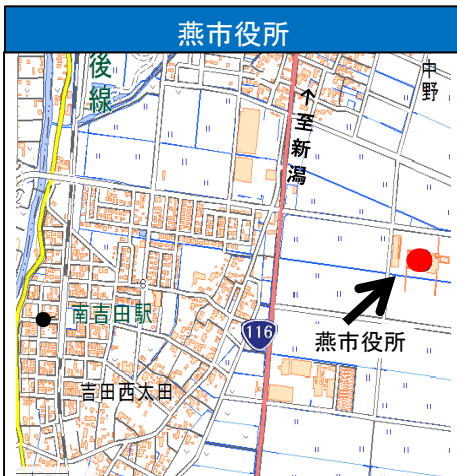 燕市役所
後線
中野
↑至新潟
南吉田駅
116
燕市役所
吉田西太田